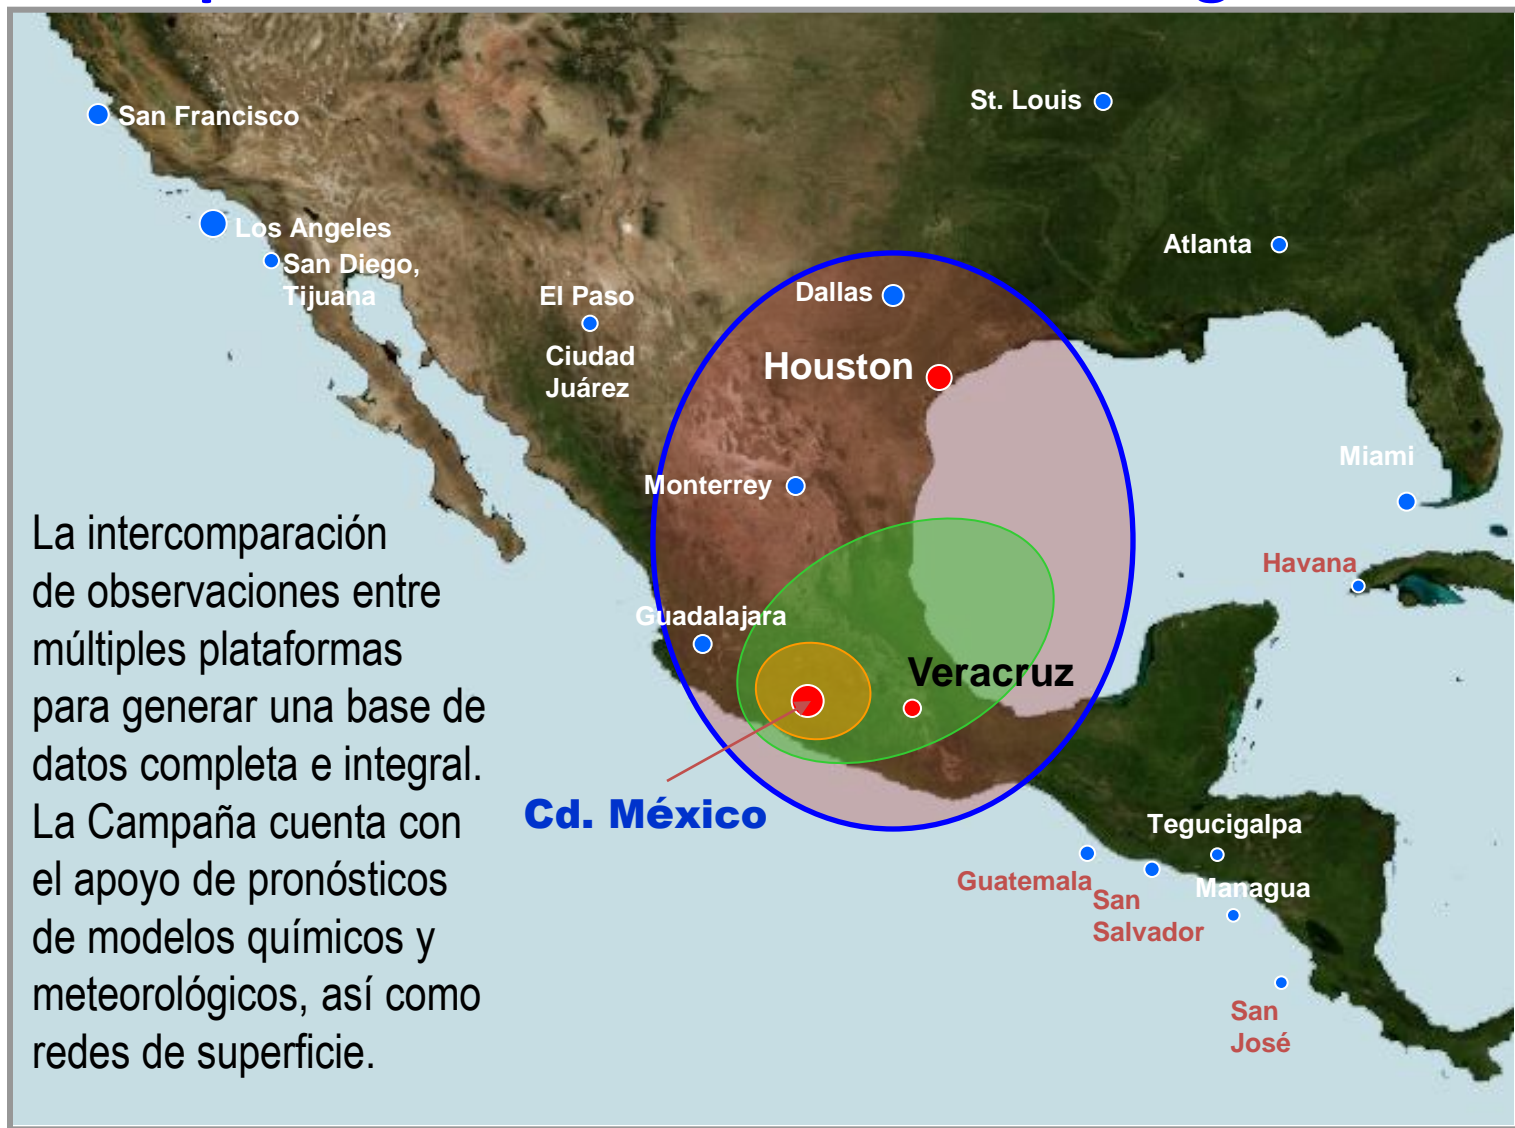 San Francisco
St. Louis
Los Angeles
Atlanta
San Diego,
Tijuana
El Paso
Dallas
Ciudad
Juárez
Houston
Miami
Monterrey
Havana
Guadalajara
Veracruz
Cd. México
Tegucigalpa
Guatemala
Managua
San
Salvador
San
José
La intercomparación
de observaciones entre
múltiples plataformas
para generar una base de
datos completa e integral.
La Campaña cuenta con
el apoyo de pronósticos
de modelos químicos y
meteorológicos, así como
redes de superficie.